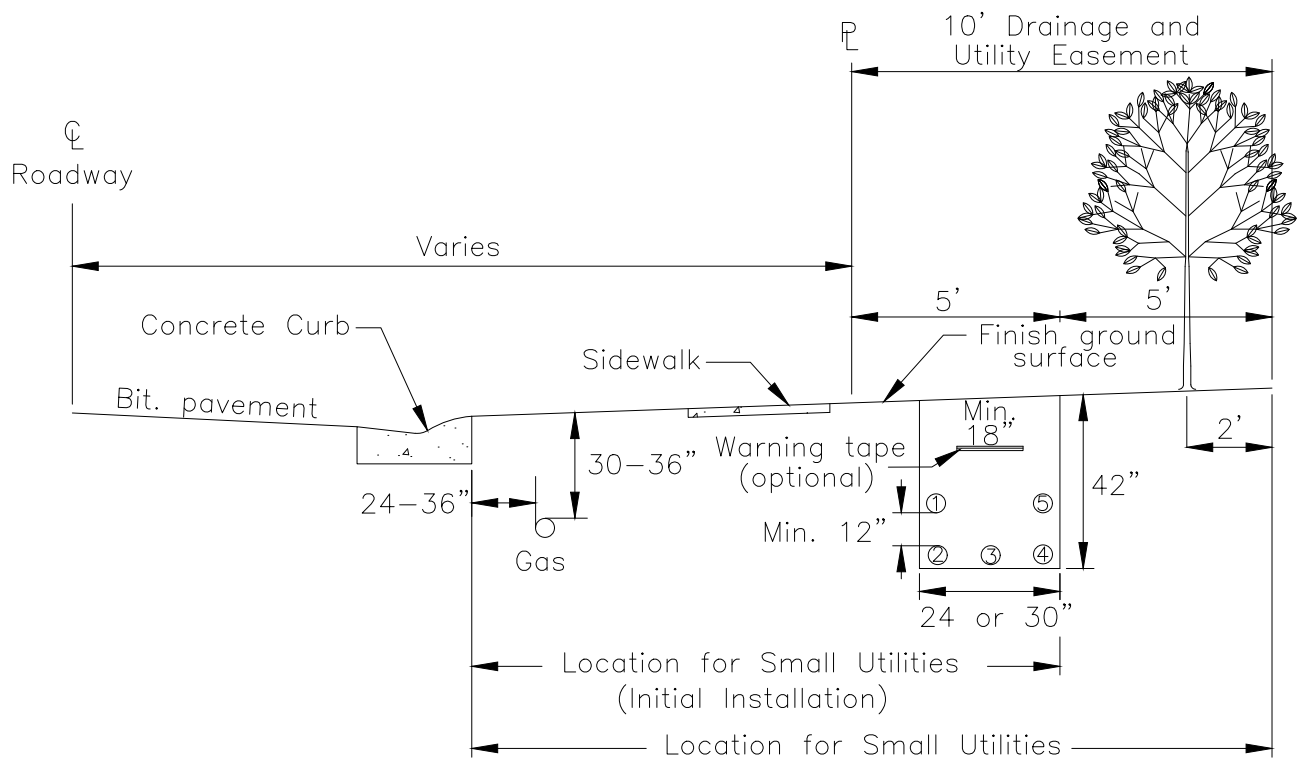 ℄
Roadway
Varies
℄
10’ Drainage and
Utility Easement
5’
5’
Concrete Curb
Sidewalk
Finish ground
surface
Bit. pavement
Min.
18”
Warning tape
(optional)
2’
30-36”
24-36”
Gas
42”
Min. 12”
1
5
2
3
4
24 or 30”
Location for Small Utilities
(Initial Installation)
Location for Small Utilities